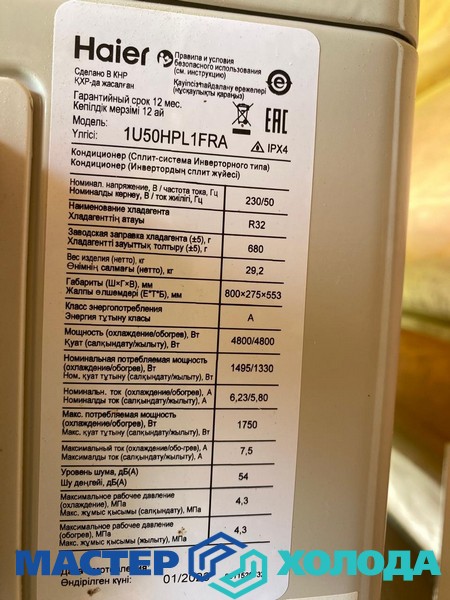 Haier
Правила и условия
безопасного использования
(см. инструкцию)
Сделано в КНР
ҚХР-да жасалған
Қауіпсіз пайдалану ережелері
(нұсқаулықты қараңыз)
Гарантийный срок 12 мес.
Кепілдік мерзімі 12 ай
EAC
Модель:
Үлгісі: 1U50HPL1FRA
IPX4
Кондиционер (Сплит-система Инверторного типа)
Кондиционер (Инвертордың сплит жүйесі)
Номинал. напряжение, В / частота тока, Гц
Номиналды кернеу, В / ток жиілігі, Гц
230/50
Наименование хладагента
Хладагенттің атауы
R32
Заводская заправка хладагента (±5), г
Хладагентті зауыттық толтыру (±5), г
680
Вес изделия (нетто), кг
Өнімнің салмағы (нетто), кг
29,2
Габариты (Ш×Г×В), мм
Жалпы өлшемдері (Е*Т*Б), мм
800×275×553
Класс энергопотребления
Энергия тұтыну класы
A
Мощность (охлаждение/обогрев), Вт
Қуат (салқындату/жылыту), Вт
4800/4800
Номинальная потребляемая мощность
(охлаждение/обогрев), Вт
Ном. қуат тұтыну (салқындату/жылыту), Вт
1495/1330
Номинальн. ток (охлаждение/обогрев), А
Номиналды ток (салқындату/жылыту), А
6,23/5,80
Макс. потребляемая мощность
(охлаждение/обогрев), Вт
Макс. қуат тұтыну (салқындату/жылыту), Вт
1750
Максимальный ток (охлаждение/обо-грев), А
Максималды ток (салқындату/жылыту), А
7,5
Уровень шума, дБ(А)
Шу деңгейі, дБ(А)
54
Максимальное рабочее давление
(охлаждение), МПа
Макс. жұмыс қысымы (салқындату), МПа
4,3
Максимальное рабочее давление
(обогрев), МПа
Макс. жұмыс қысымы (жылыту), МПа
4,3
МАСТЕР ХОЛОДА
Өндірілген күні: 01/202